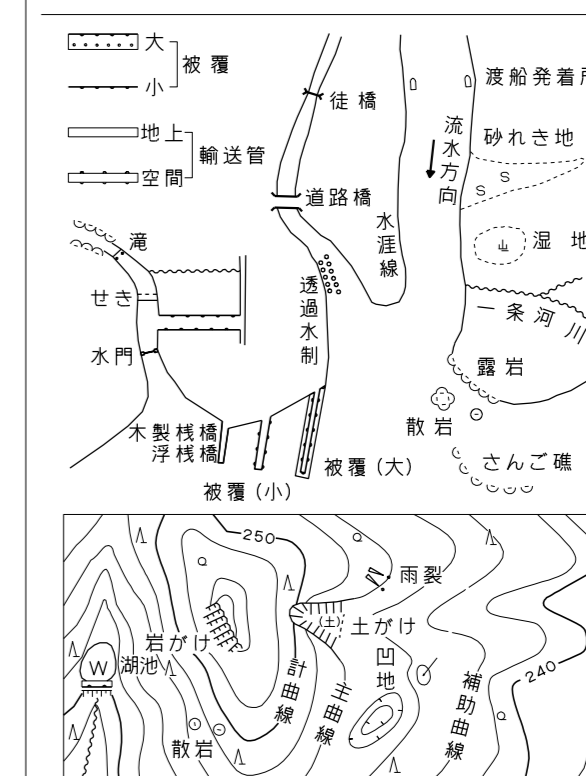 大
小
被覆
地上
空間
輸送管
徒橋
道路橋
渡船発着所
流水方向
砂れき地
S
S
水涯線
湿地
滝
せき
水門
透過水制
一条河川
露岩
散岩
木製桟橋
浮桟橋
被覆(大)
被覆(小)
さんご礁
250
雨裂
(土)
土がけ
岩がけ
W
湖池
凹地
計曲線
主曲線
補助曲線
240
散岩